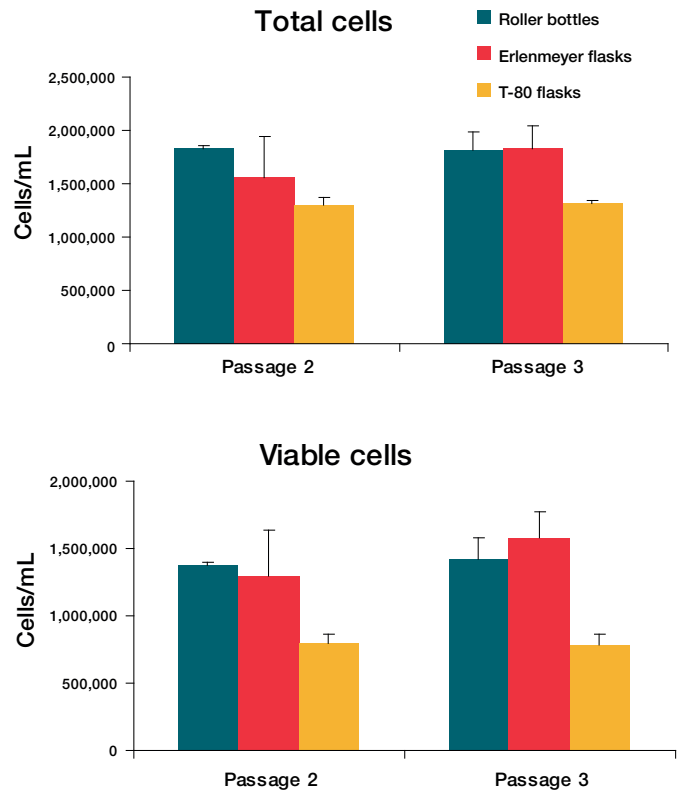 Total cells
Roller bottles
Erlenmeyer flasks
T-80 flasks
Cells/mL
2,500,000
2,000,000
1,500,000
1,000,000
500,000
0
Passage 2
Passage 3
Viable cells
Cells/mL
2,000,000
1,500,000
1,000,000
500,000
0
Passage 2
Passage 3